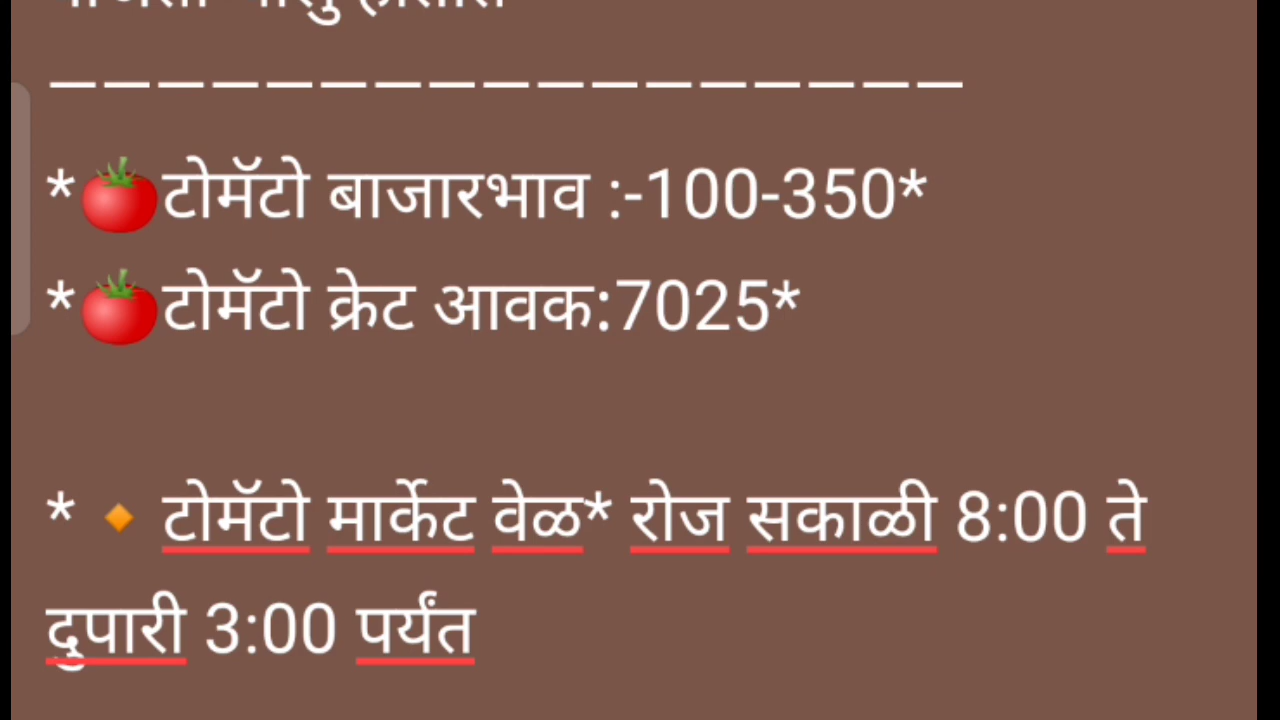 _ _ _ _ _ _ _ _ _ _ _ _ _ _ _ _ _
*🍅टोमॅटो बाजारभाव :-100-350*
*🍅टोमॅटो क्रेट आवक:7025*
*🔸टोमॅटो मार्केट वेळ* रोज सकाळी 8:00 ते
दुपारी 3:00 पर्यंत